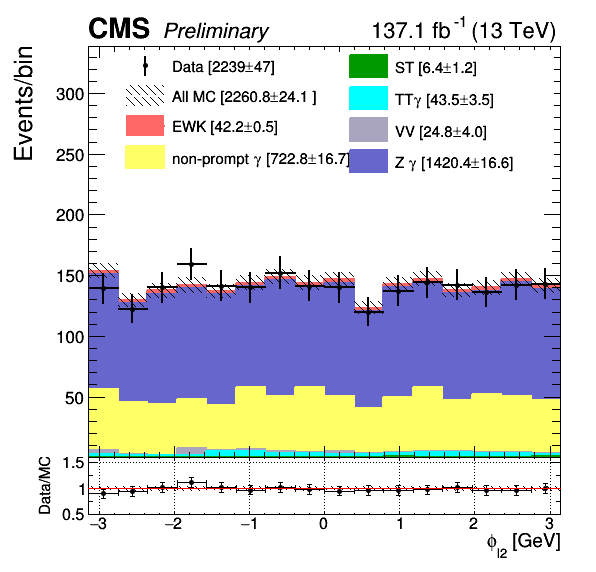 CMS Preliminary 137.1 fb⁻¹ (13 TeV)
Events/bin
Data [2239±47]
All MC [2260.8±24.1 ]
EWK [42.2±0.5]
non-prompt γ [722.8±16.7]
ST [6.4±1.2]
TTγ [43.5±3.5]
VV [24.8±4.0]
Z γ [1420.4±16.6]
300
250
200
150
100
50
Data/MC
1.5
1
0.5
−3 −2 −1 0 1 2 3
ϕ_l2 [GeV]